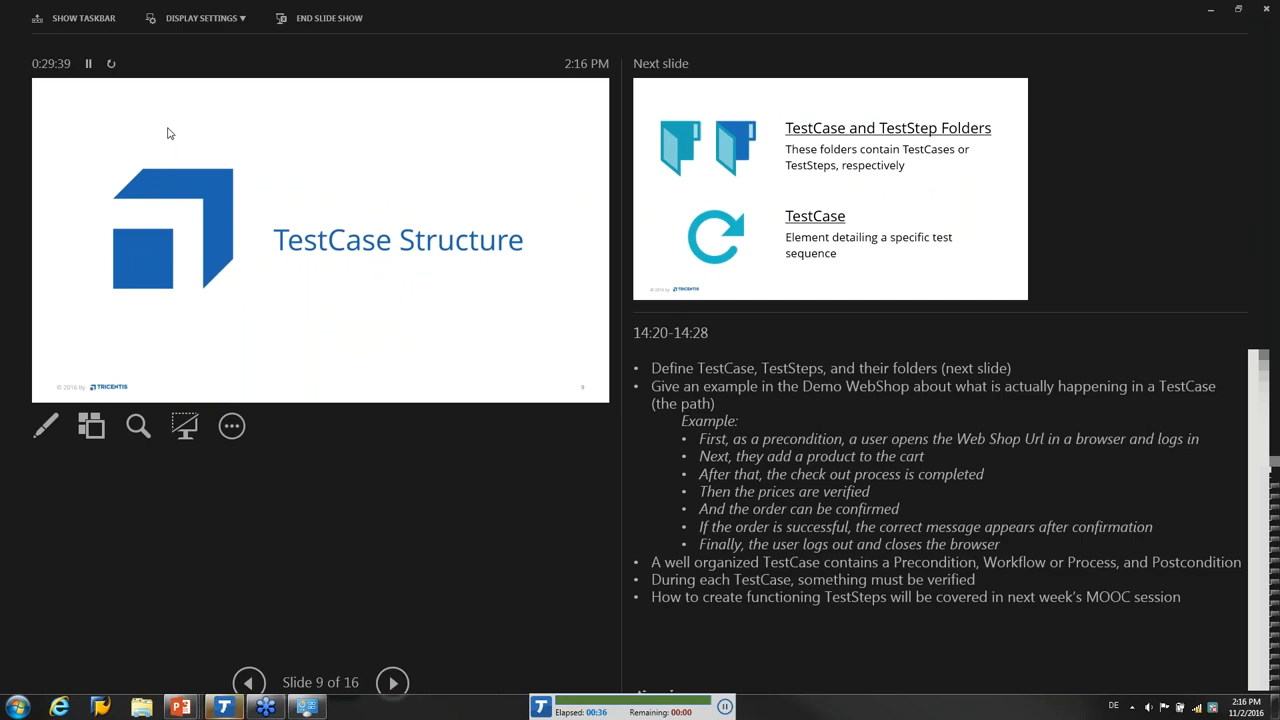 SHOW TASKBAR
DISPLAY SETTINGS ▼
END SLIDE SHOW
0:29:39
2:16 PM
TestCase Structure
© 2016 by TRICENTIS
9
Slide 9 of 16
Next slide
TestCase and TestStep Folders
These folders contain TestCases or
TestSteps, respectively
TestCase
Element detailing a specific test
sequence
© 2016 by TRICENTIS
14:20-14:28
• Define TestCase, TestSteps, and their folders (next slide)
• Give an example in the Demo WebShop about what is actually happening in a TestCase
(the path)
Example:
• First, as a precondition, a user opens the Web Shop Url in a browser and logs in
• Next, they add a product to the cart
• After that, the check out process is completed
• Then the prices are verified
• And the order can be confirmed
• If the order is successful, the correct message appears after confirmation
• Finally, the user logs out and closes the browser
• A well organized TestCase contains a Precondition, Workflow or Process, and Postcondition
• During each TestCase, something must be verified
• How to create functioning TestSteps will be covered in next week's MOOC session
Elapsed: 00:36
Remaining: 00:00
DE
2:16 PM
11/2/2016